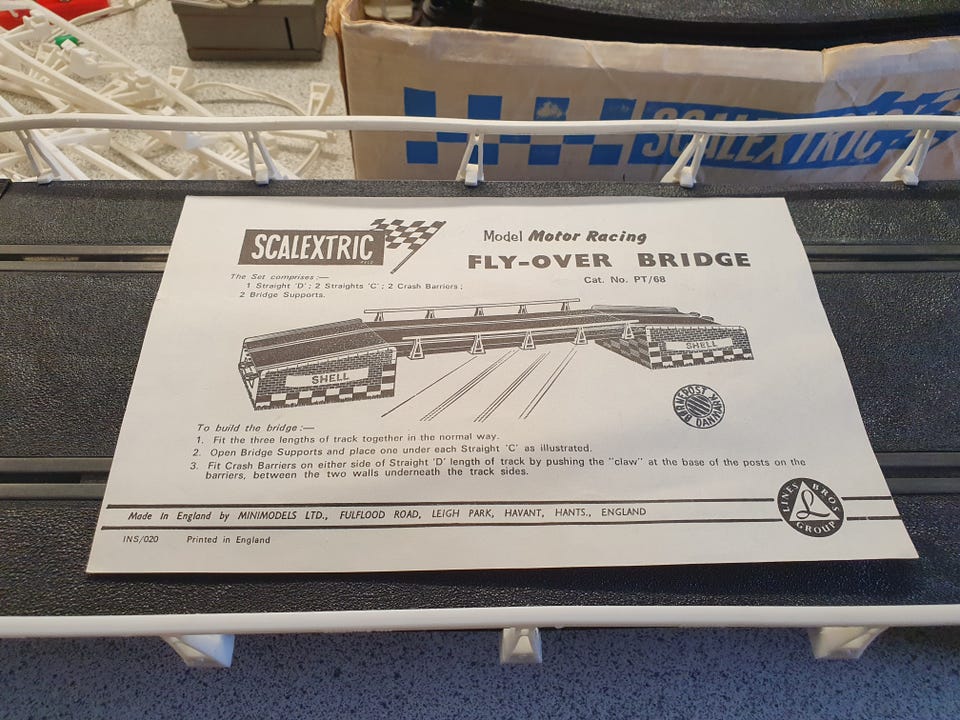 SCALEXTRIC
SCALEXTRIC
Model Motor Racing
FLY-OVER BRIDGE
Cat. No. PT/68
The Set comprises :—
1 Straight 'D' ; 2 Straights 'C' ; 2 Crash Barriers ;
2 Bridge Supports.
SHELL
SHELL
BØRNEPOST DANMARK
To build the bridge :—
1. Fit the three lengths of track together in the normal way.
2. Open Bridge Supports and place one under each Straight 'C' as illustrated.
3. Fit Crash Barriers on either side of Straight 'D' length of track by pushing the "claw" at the base of the posts on the
barriers, between the two walls underneath the track sides.
Made in England by MINIMODELS LTD., FULFLOOD ROAD, LEIGH PARK, HAVANT, HANTS., ENGLAND
LINES BROS GROUP
L
INS/020 Printed in England